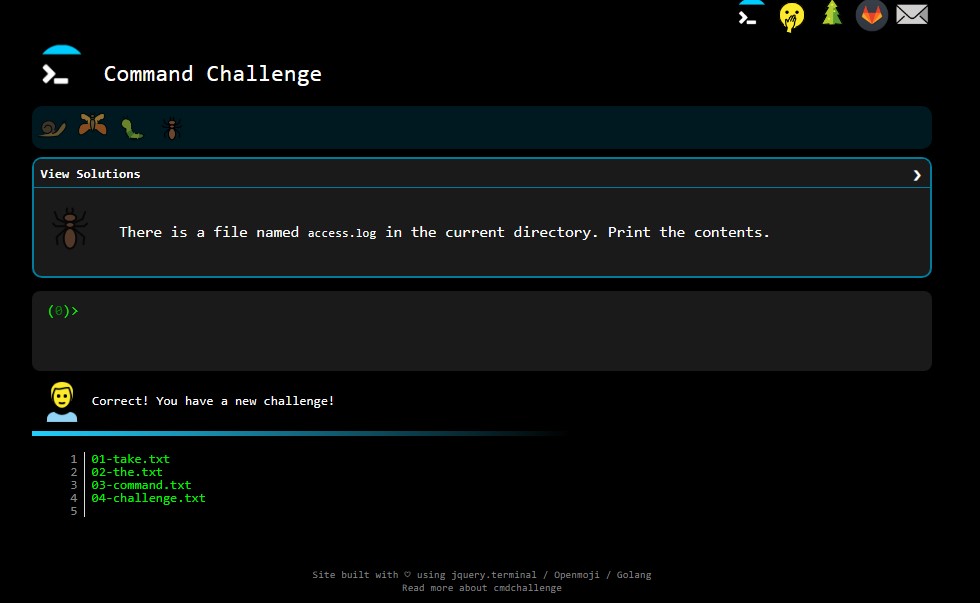 Command Challenge
View Solutions
There is a file named access.log in the current directory. Print the contents.
(0)>
Correct! You have a new challenge!
1 01-take.txt
2 02-the.txt
3 03-command.txt
4 04-challenge.txt
5
Site built with ♡ using jquery.terminal / Openmoji / Golang
Read more about cmdchallenge